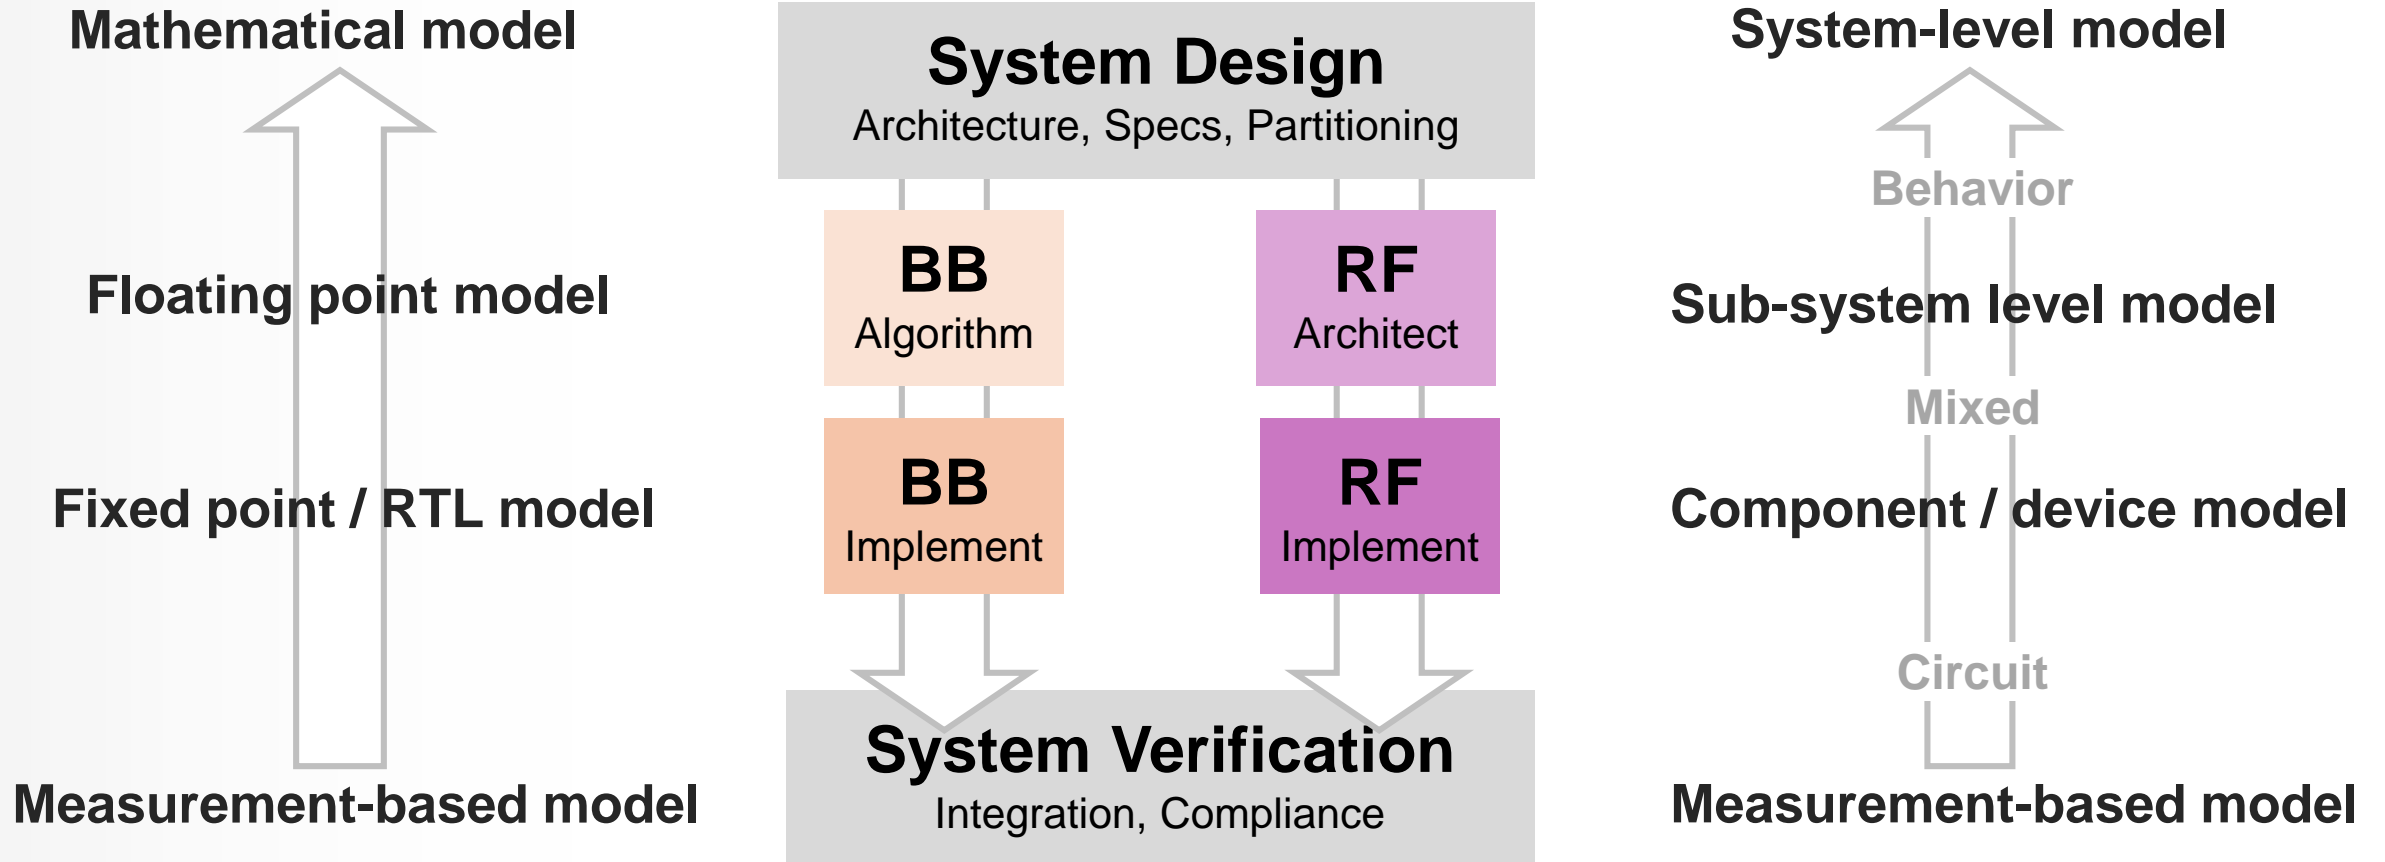 Mathematical model
Floating point model
Fixed point / RTL model
Measurement-based model
System Design
Architecture, Specs, Partitioning
BB
Algorithm
RF
Architect
BB
Implement
RF
Implement
System Verification
Integration, Compliance
System-level model
Behavior
Sub-system level model
Mixed
Component / device model
Circuit
Measurement-based model